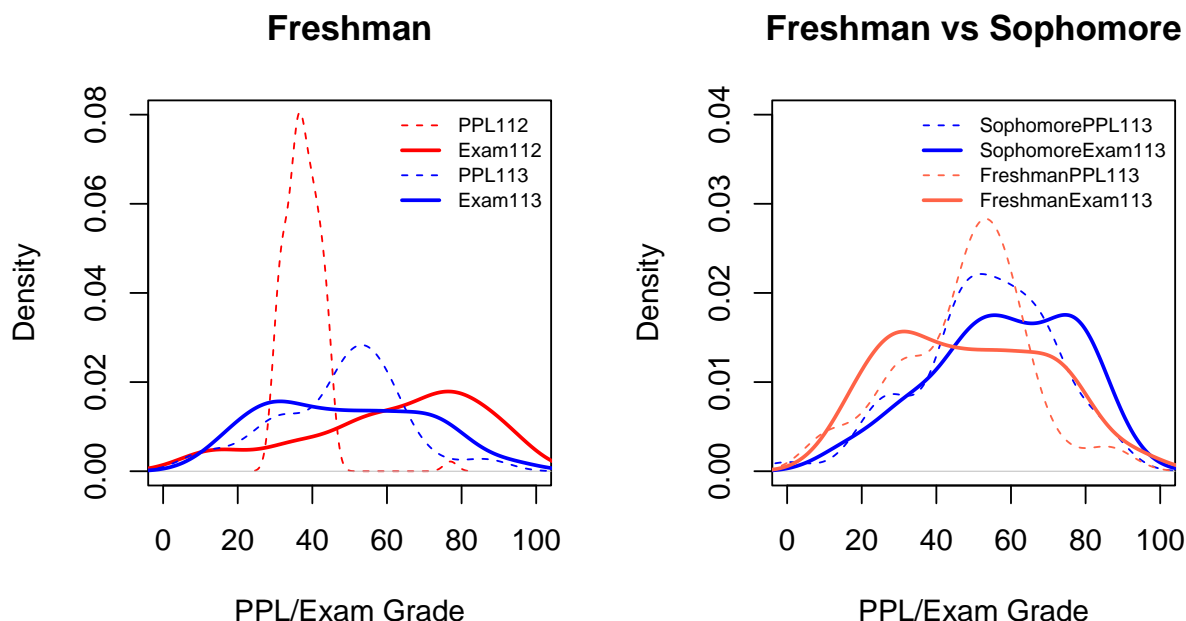 Freshman
Density
0.00 0.02 0.04 0.06 0.08
PPL112
Exam112
PPL113
Exam113
0 20 40 60 80 100
PPL/Exam Grade
Freshman vs Sophomore
Density
0.00 0.01 0.02 0.03 0.04
SophomorePPL113
SophomoreExam113
FreshmanPPL113
FreshmanExam113
0 20 40 60 80 100
PPL/Exam Grade